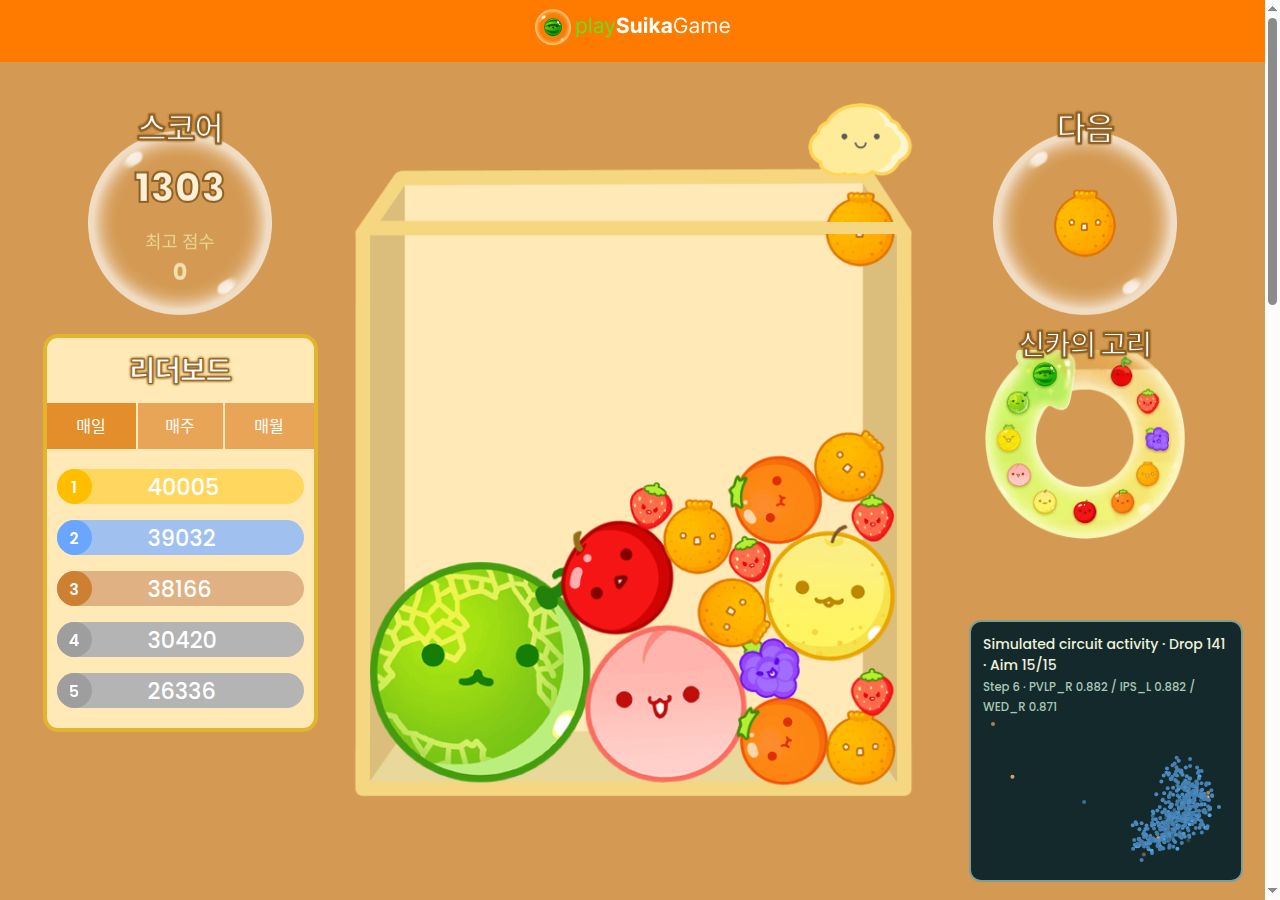 playSuikaGame
스코어
1303
최고 점수
0
다음
신카의 고리
리더보드
매일 매주 매월
1 40005
2 39032
3 38166
4 30420
5 26336
Simulated circuit activity · Drop 141
· Aim 15/15
Step 6 · PVLP_R 0.882 / IPS_L 0.882 /
WED_R 0.871